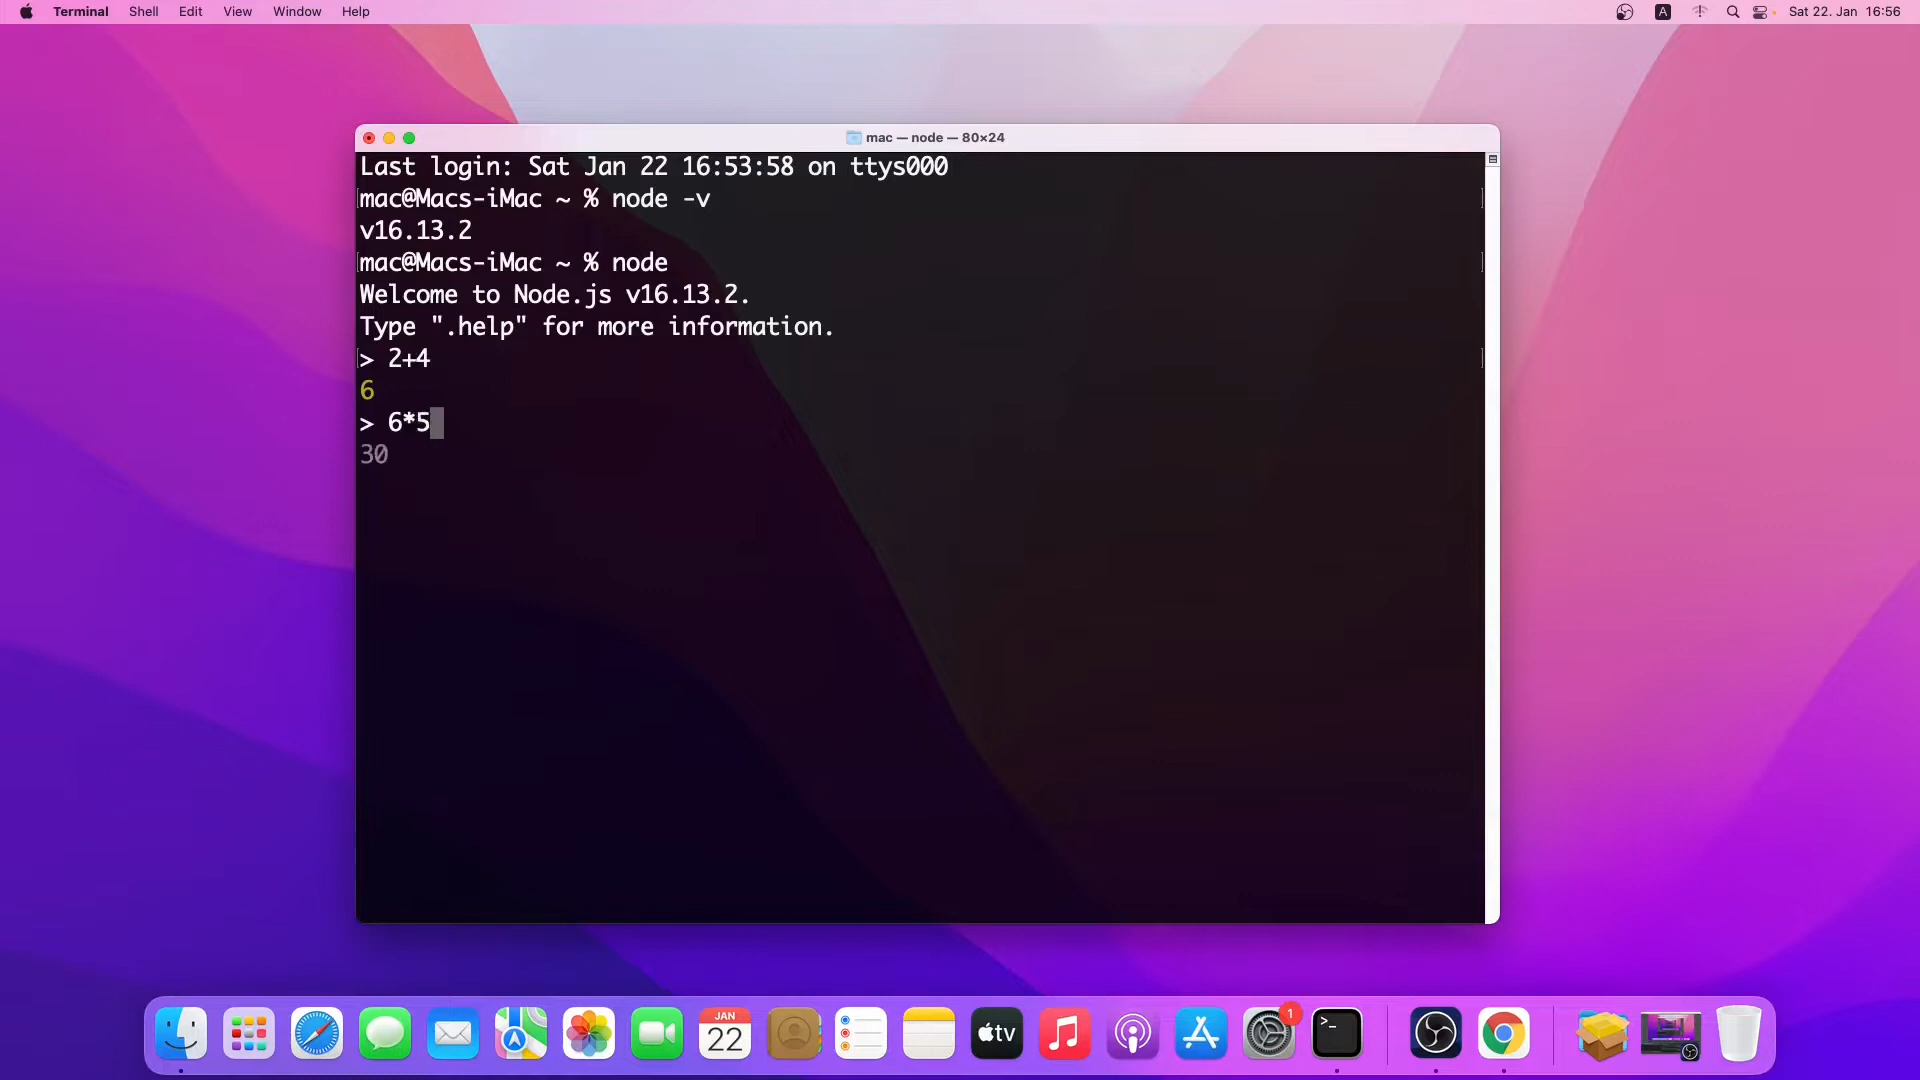 Terminal Shell Edit View Window Help
A Sat 22. Jan 16:56
mac — node — 80×24
Last login: Sat Jan 22 16:53:58 on ttys000
mac@Macs-iMac ~ % node -v
v16.13.2
mac@Macs-iMac ~ % node
Welcome to Node.js v16.13.2.
Type ".help" for more information.
> 2+4
6
> 6*5
30
JAN
22
tv
1
>_